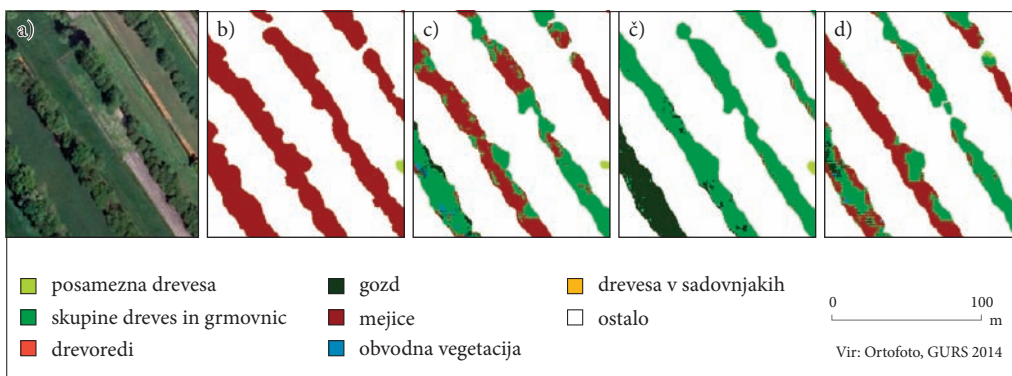 a) b) c) č) d)
posamezna drevesa gozd drevesa v sadovnjakih
skupine dreves in grmovnic mejice ostalo
drevoredi obvodna vegetacija
0 100
m
Vir: Ortofoto, GURS 2014